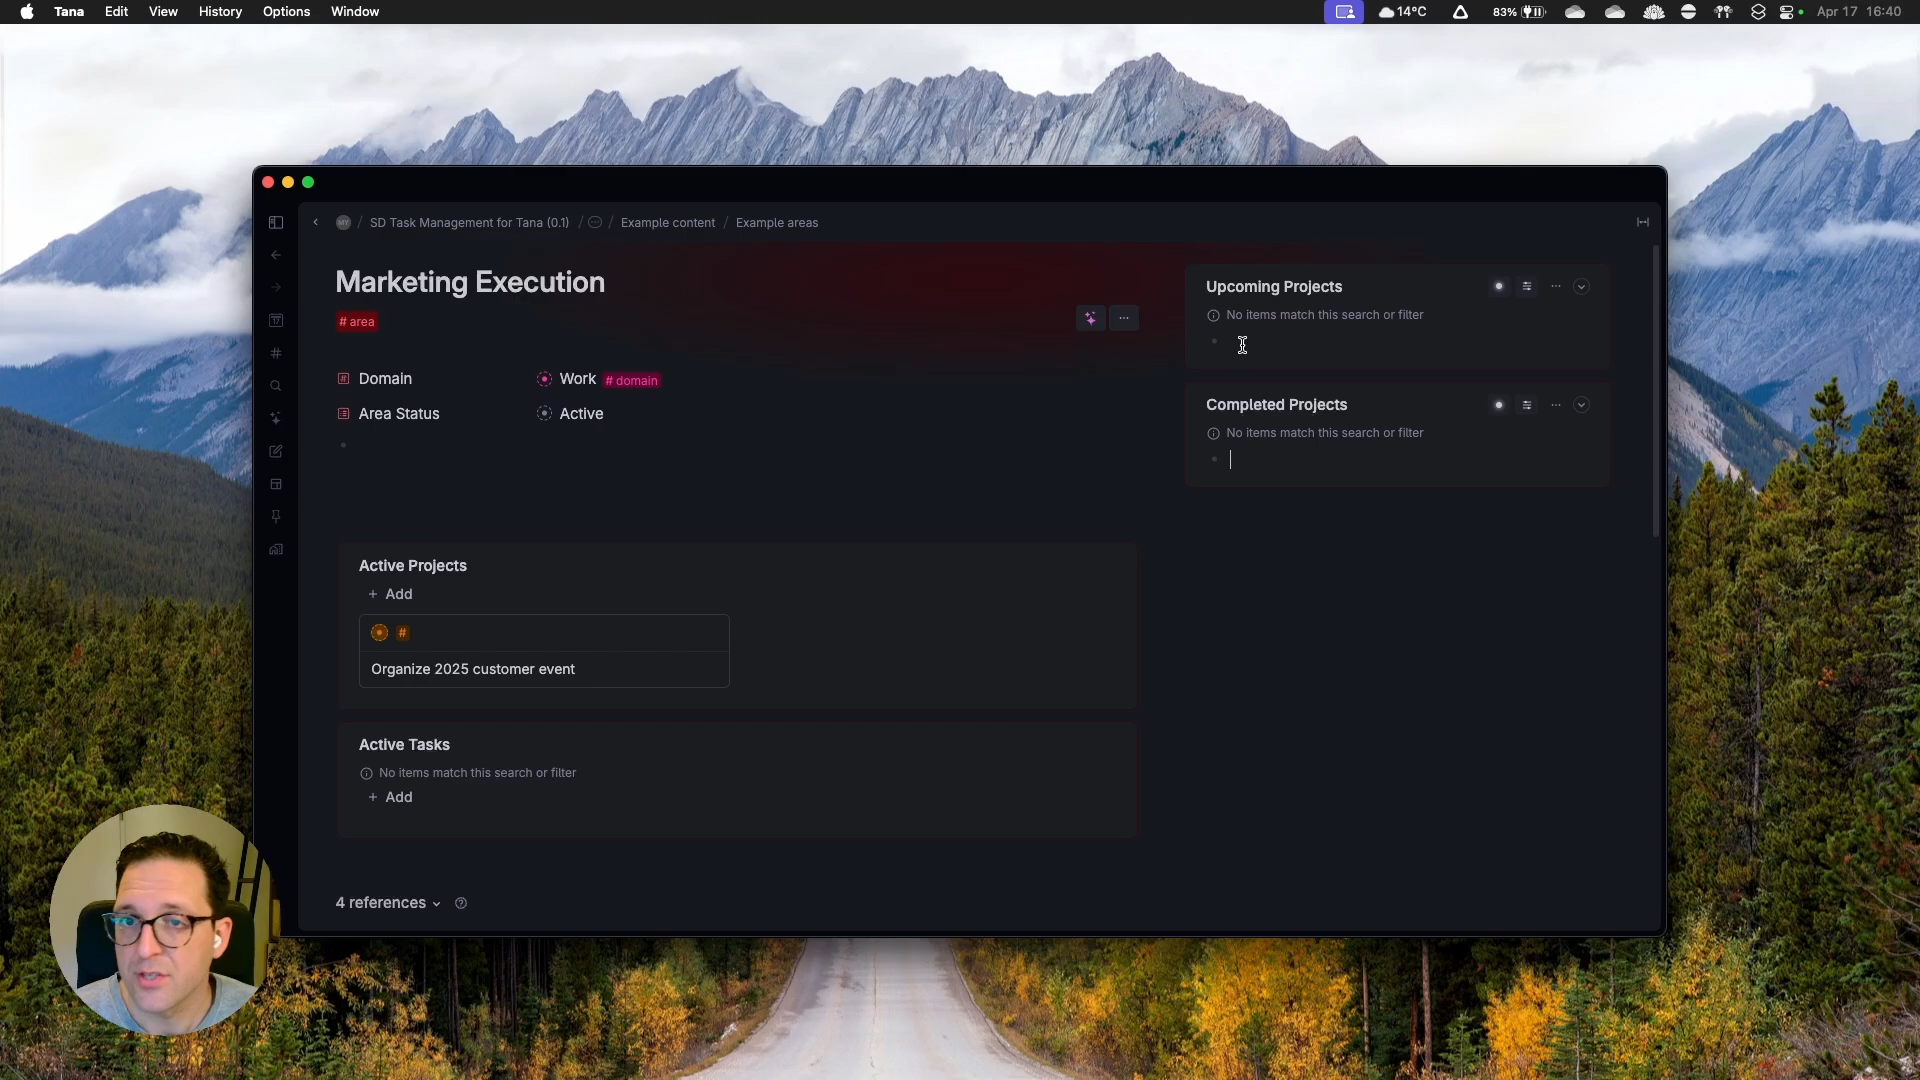 Tana Edit View History Options Window 14°C 83% Apr 17 16:40
SD Task Management for Tana (0.1) / / Example content / Example areas
Marketing Execution
# area
Domain Work # domain
Area Status Active
Upcoming Projects
No items match this search or filter
Completed Projects
No items match this search or filter
Active Projects
+ Add
#
Organize 2025 customer event
Active Tasks
No items match this search or filter
+ Add
4 references